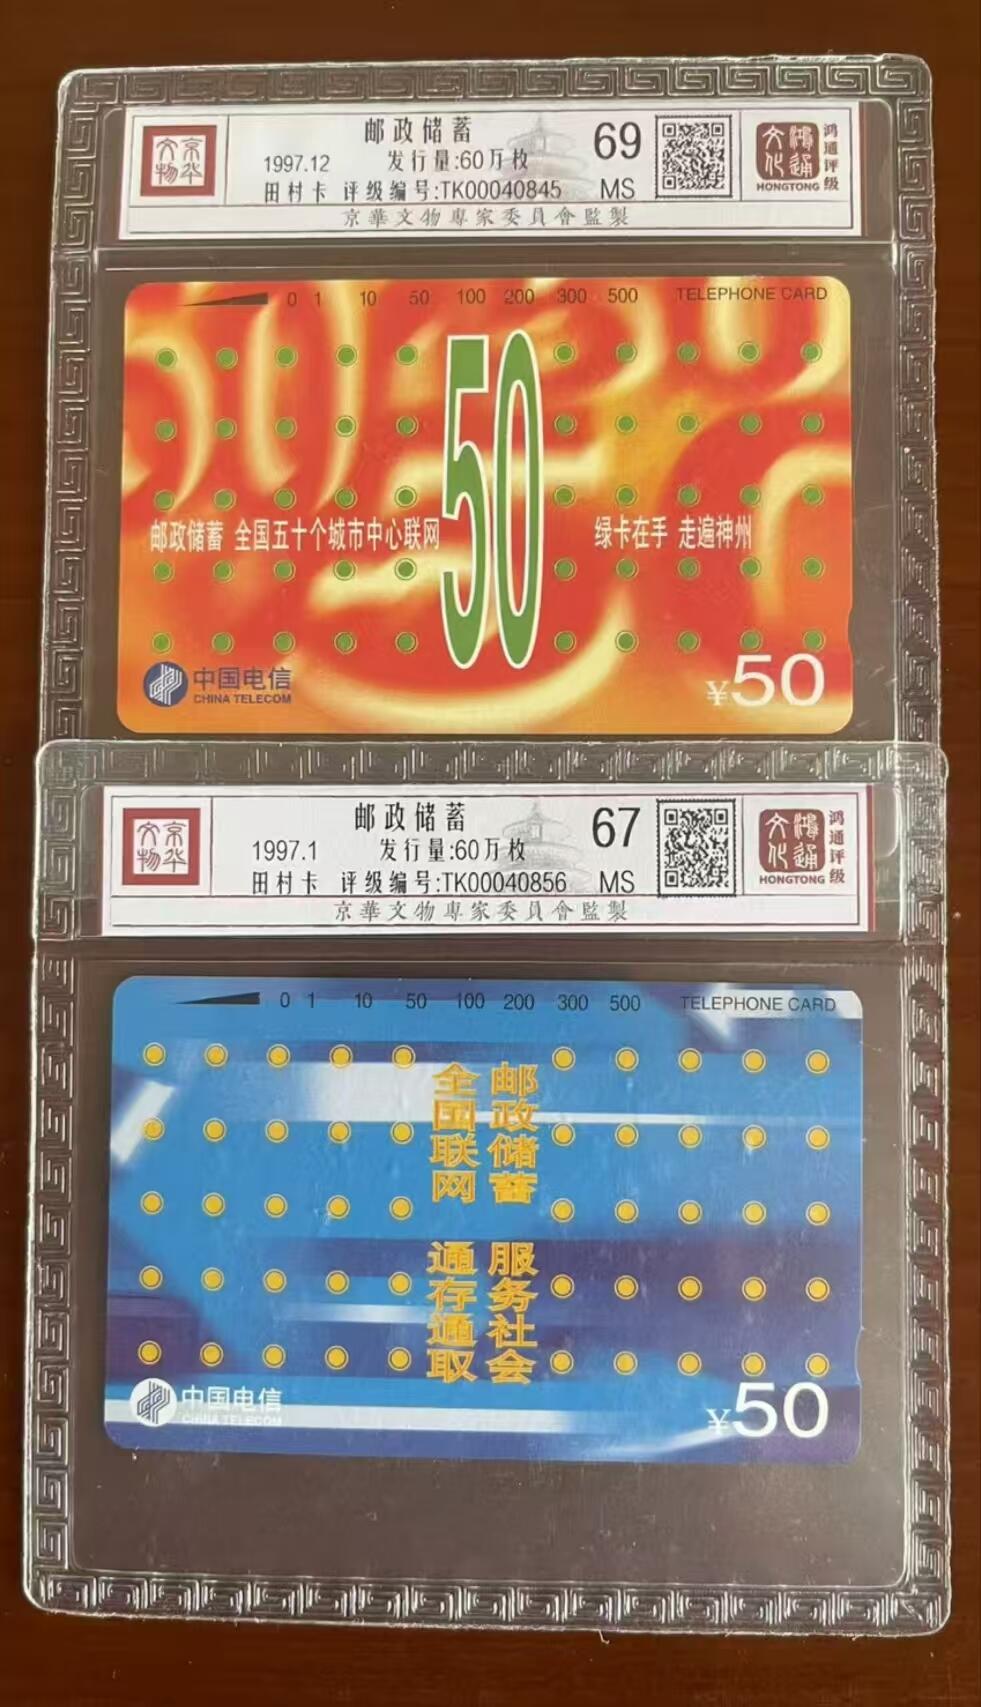 京华文物
邮政储蓄
1997.12 发行量:60万枚
田村卡 评级编号:TK00040845
69
MS
鸿通文化
HONGTONG
鸿通评级
京華文物專家委員會監製
0 1 10 50 100 200 300 500 TELEPHONE CARD
50
邮政储蓄 全国五十个城市中心联网
绿卡在手 走遍神州
中国电信
CHINA TELECOM
¥50
京华文物
邮政储蓄
1997.1 发行量:60万枚
田村卡 评级编号:TK00040856
67
MS
鸿通文化
HONGTONG
鸿通评级
京華文物專家委員會監製
0 1 10 50 100 200 300 500 TELEPHONE CARD
邮政储蓄
全国联网
服务社会
通存通取
中国电信
CHINA TELECOM
¥50